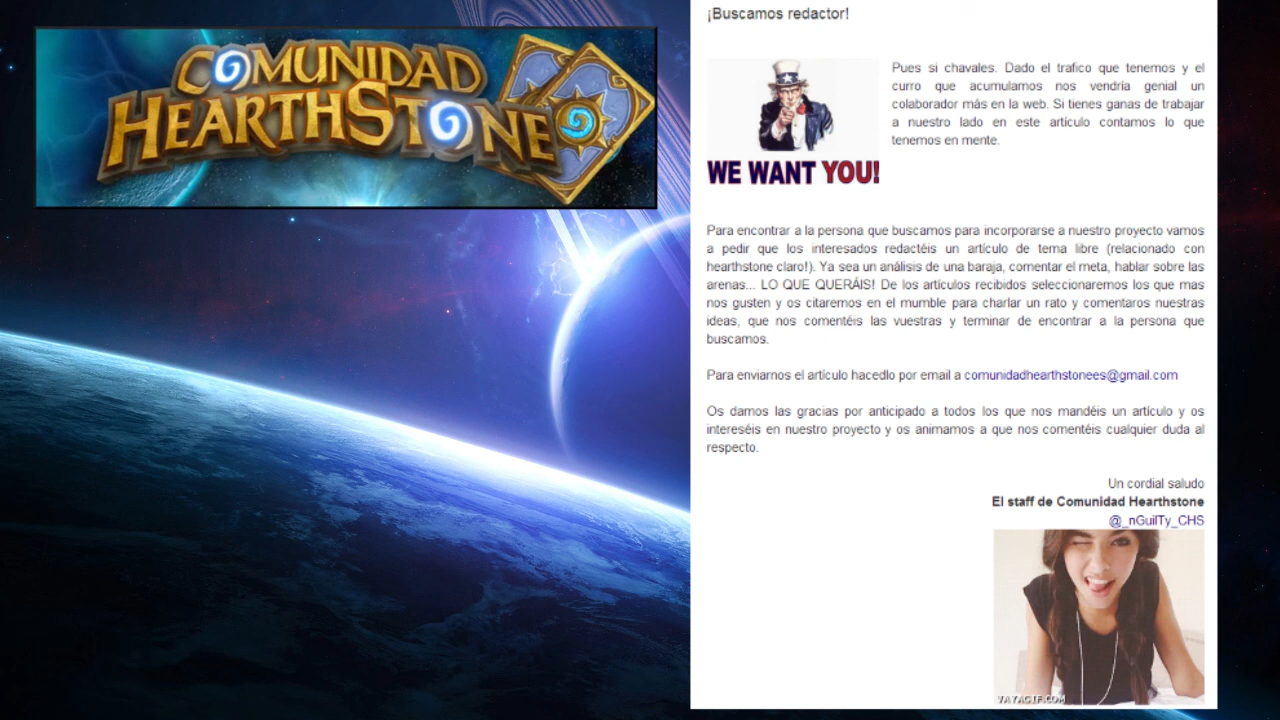 COMUNIDAD
HEARTHSTONE
¡Buscamos redactor!
Pues si chavales. Dado el trafico que tenemos y el
curro que acumulamos nos vendría genial un
colaborador más en la web. Si tienes ganas de trabajar
a nuestro lado en este artículo contamos lo que
tenemos en mente.
WE WANT YOU!
Para encontrar a la persona que buscamos para incorporarse a nuestro proyecto vamos
a pedir que los interesados redactéis un artículo de tema libre (relacionado con
hearthstone claro!). Ya sea un análisis de una baraja, comentar el meta, hablar sobre las
arenas... LO QUE QUERÁIS! De los artículos recibidos seleccionaremos los que mas
nos gusten y os citaremos en el mumble para charlar un rato y comentaros nuestras
ideas, que nos comentéis las vuestras y terminar de encontrar a la persona que
buscamos.
Para enviarnos el artículo hacedlo por email a comunidadhearthstonees@gmail.com
Os damos las gracias por anticipado a todos los que nos mandéis un artículo y os
intereséis en nuestro proyecto y os animamos a que nos comentéis cualquier duda al
respecto.
Un cordial saludo
El staff de Comunidad Hearthstone
@_nGuilTy_CHS
VAYAGIF.COM